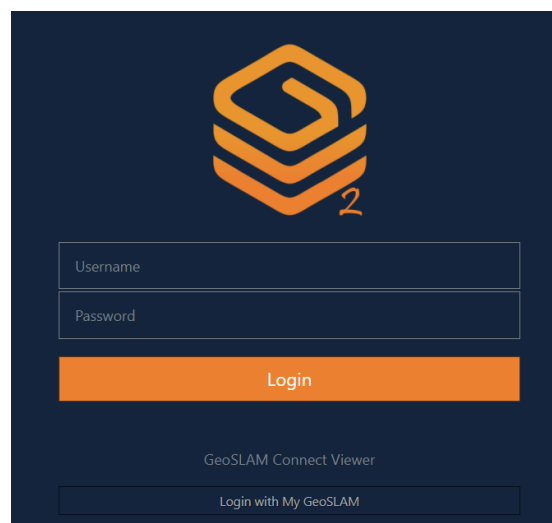 2
Username
Password
Login
GeoSLAM Connect Viewer
Login with My GeoSLAM